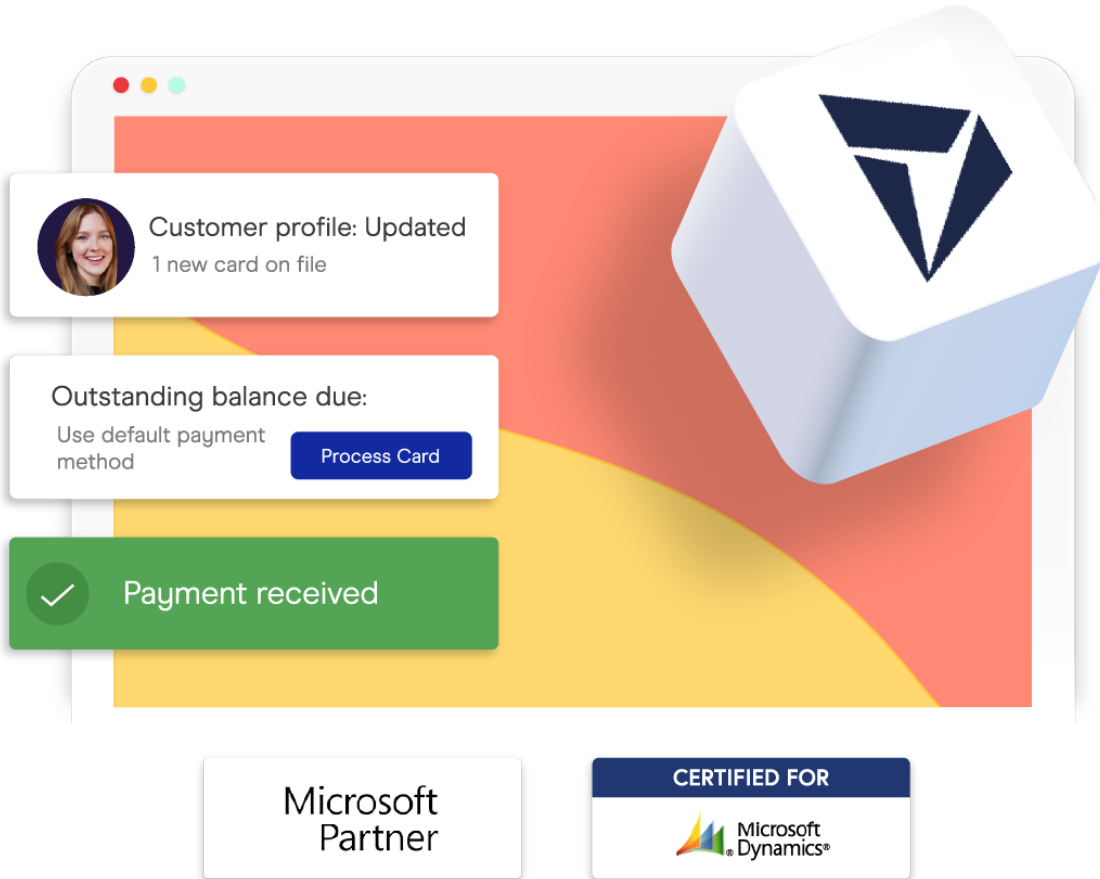 Customer profile: Updated
1 new card on file
Outstanding balance due:
Use default payment
method
Process Card
Payment received
Microsoft
Partner
CERTIFIED FOR
Microsoft
® Dynamics®